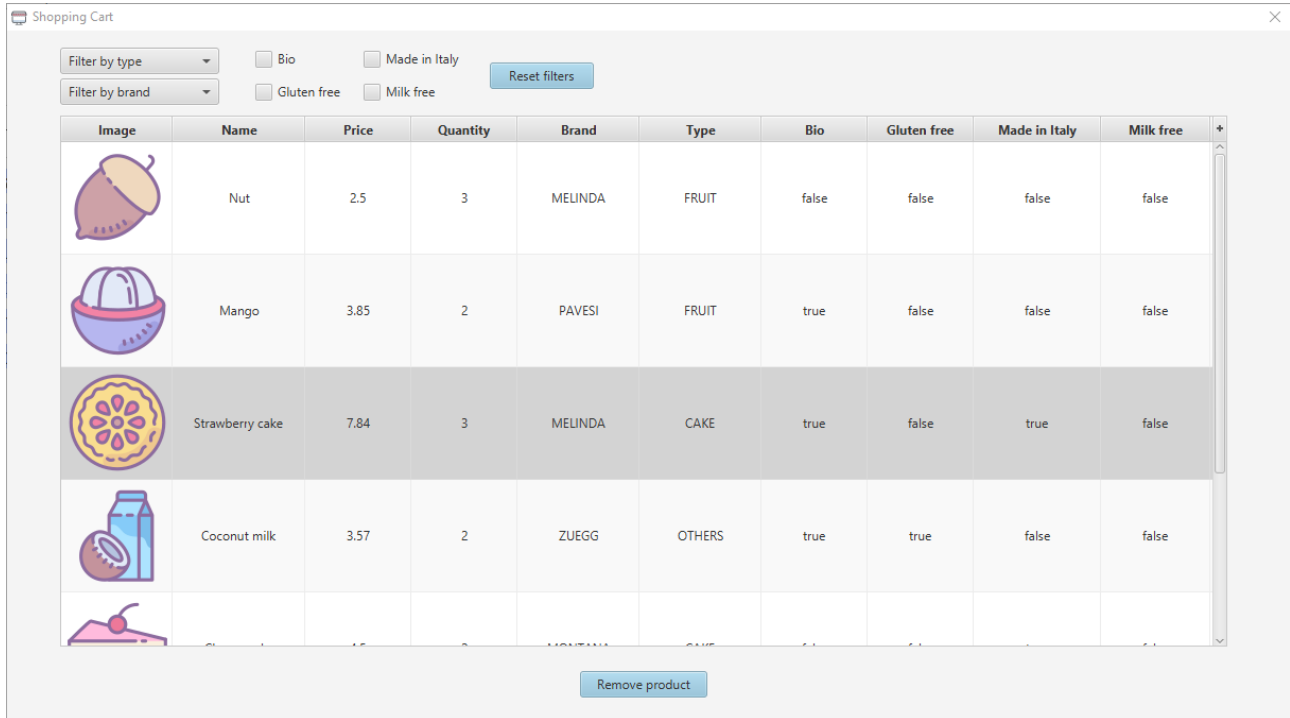 Shopping Cart
Filter by type Bio Made in Italy
Reset filters
Filter by brand Gluten free Milk free
Image Name Price Quantity Brand Type Bio Gluten free Made in Italy Milk free +
Nut 2.5 3 MELINDA FRUIT false false false false
Mango 3.85 2 PAVESI FRUIT true false false false
Strawberry cake 7.84 3 MELINDA CAKE true false true false
Coconut milk 3.57 2 ZUEGG OTHERS true true false false
MONTANA CAKE
Remove product